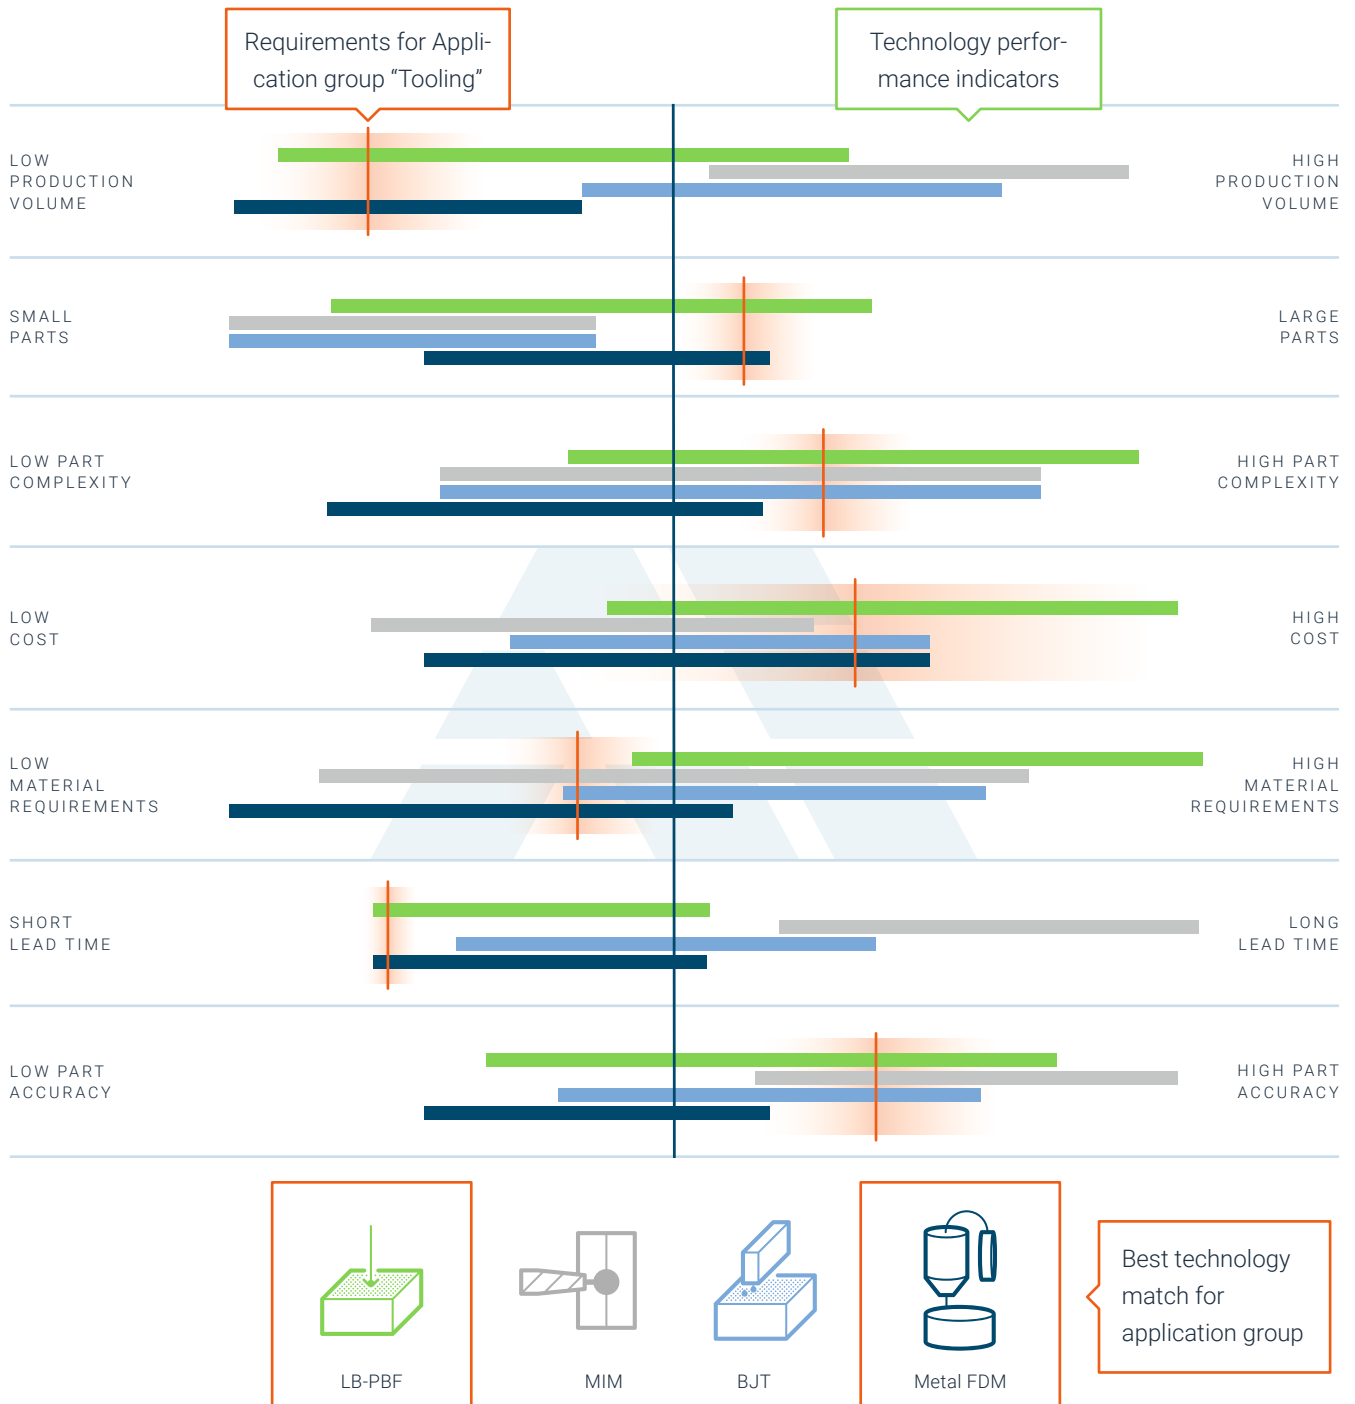 Requirements for Appli-
cation group “Tooling”
Technology perfor-
mance indicators
LOW
PRODUCTION
VOLUME
HIGH
PRODUCTION
VOLUME
SMALL
PARTS
LARGE
PARTS
LOW PART
COMPLEXITY
HIGH PART
COMPLEXITY
LOW
COST
HIGH
COST
LOW
MATERIAL
REQUIREMENTS
HIGH
MATERIAL
REQUIREMENTS
SHORT
LEAD TIME
LONG
LEAD TIME
LOW PART
ACCURACY
HIGH PART
ACCURACY
LB-PBF
MIM
BJT
Metal FDM
Best technology
match for
application group